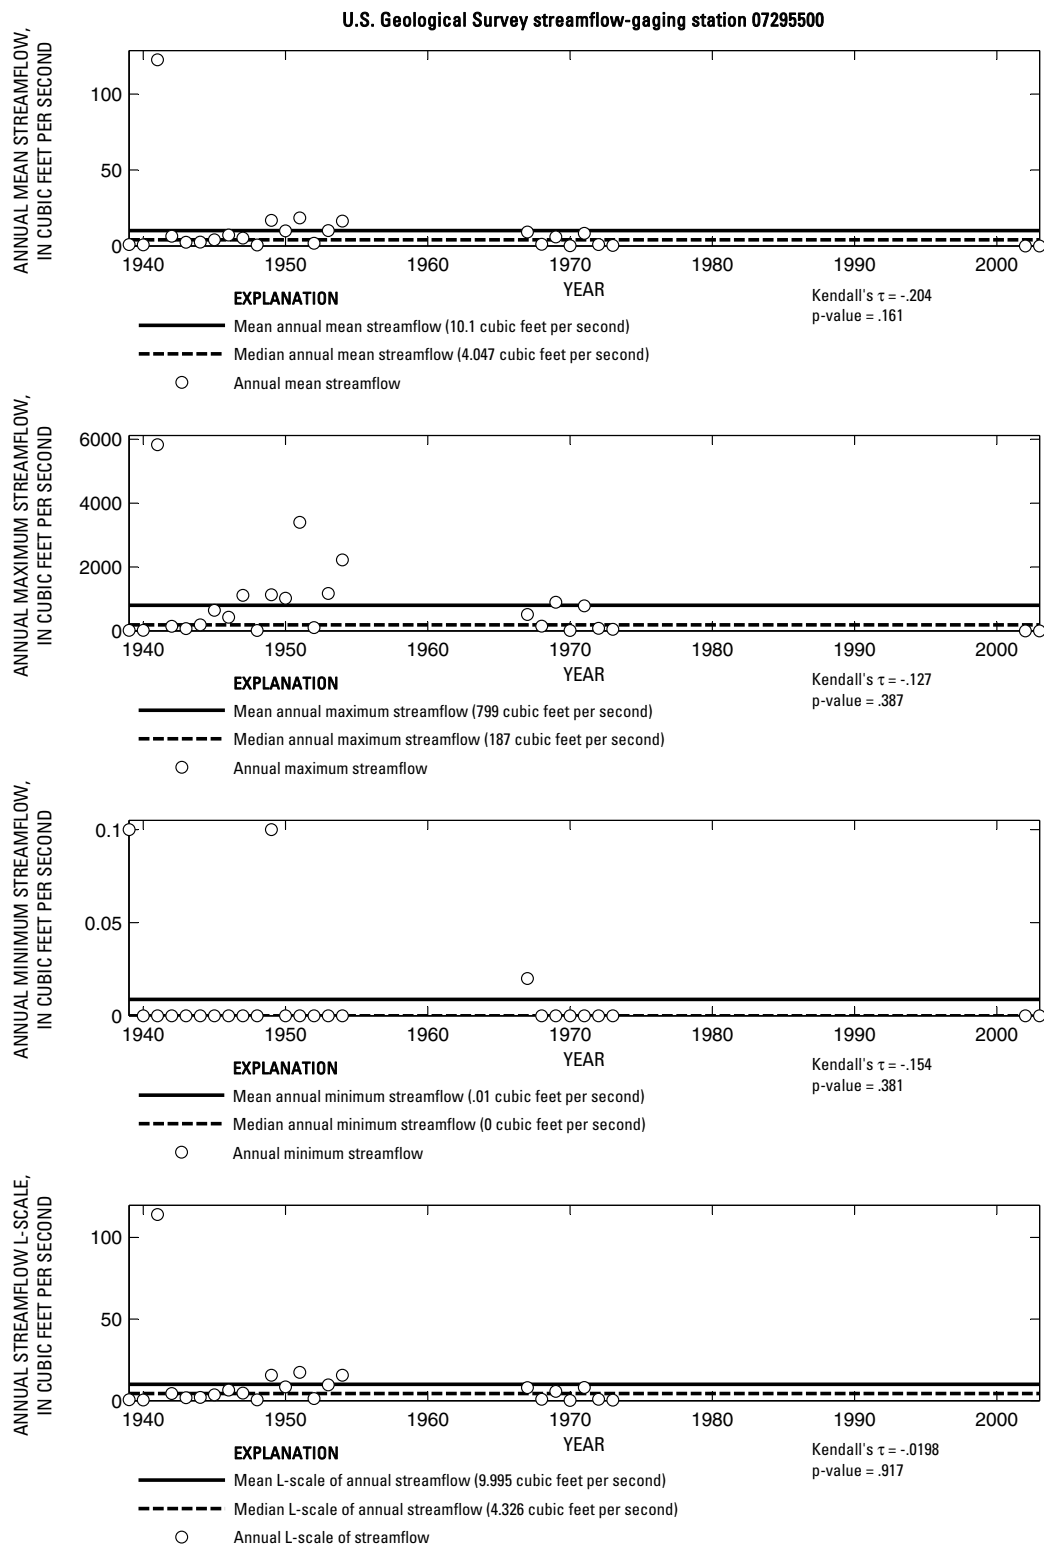 U.S. Geological Survey streamflow-gaging station 07295500
ANNUAL MEAN STREAMFLOW,
IN CUBIC FEET PER SECOND
100
50
0
1940 1950 1960 1970 1980 1990 2000
YEAR
Kendall's τ = -.204
p-value = .161
EXPLANATION
Mean annual mean streamflow (10.1 cubic feet per second)
Median annual mean streamflow (4.047 cubic feet per second)
Annual mean streamflow
ANNUAL MAXIMUM STREAMFLOW,
IN CUBIC FEET PER SECOND
6000
4000
2000
0
1940 1950 1960 1970 1980 1990 2000
YEAR
Kendall's τ = -.127
p-value = .387
EXPLANATION
Mean annual maximum streamflow (799 cubic feet per second)
Median annual maximum streamflow (187 cubic feet per second)
Annual maximum streamflow
ANNUAL MINIMUM STREAMFLOW,
IN CUBIC FEET PER SECOND
0.1
0.05
0
1940 1950 1960 1970 1980 1990 2000
YEAR
Kendall's τ = -.154
p-value = .381
EXPLANATION
Mean annual minimum streamflow (.01 cubic feet per second)
Median annual minimum streamflow (0 cubic feet per second)
Annual minimum streamflow
ANNUAL STREAMFLOW L-SCALE,
IN CUBIC FEET PER SECOND
100
50
0
1940 1950 1960 1970 1980 1990 2000
YEAR
Kendall's τ = -.0198
p-value = .917
EXPLANATION
Mean L-scale of annual streamflow (9.995 cubic feet per second)
Median L-scale of annual streamflow (4.326 cubic feet per second)
Annual L-scale of streamflow